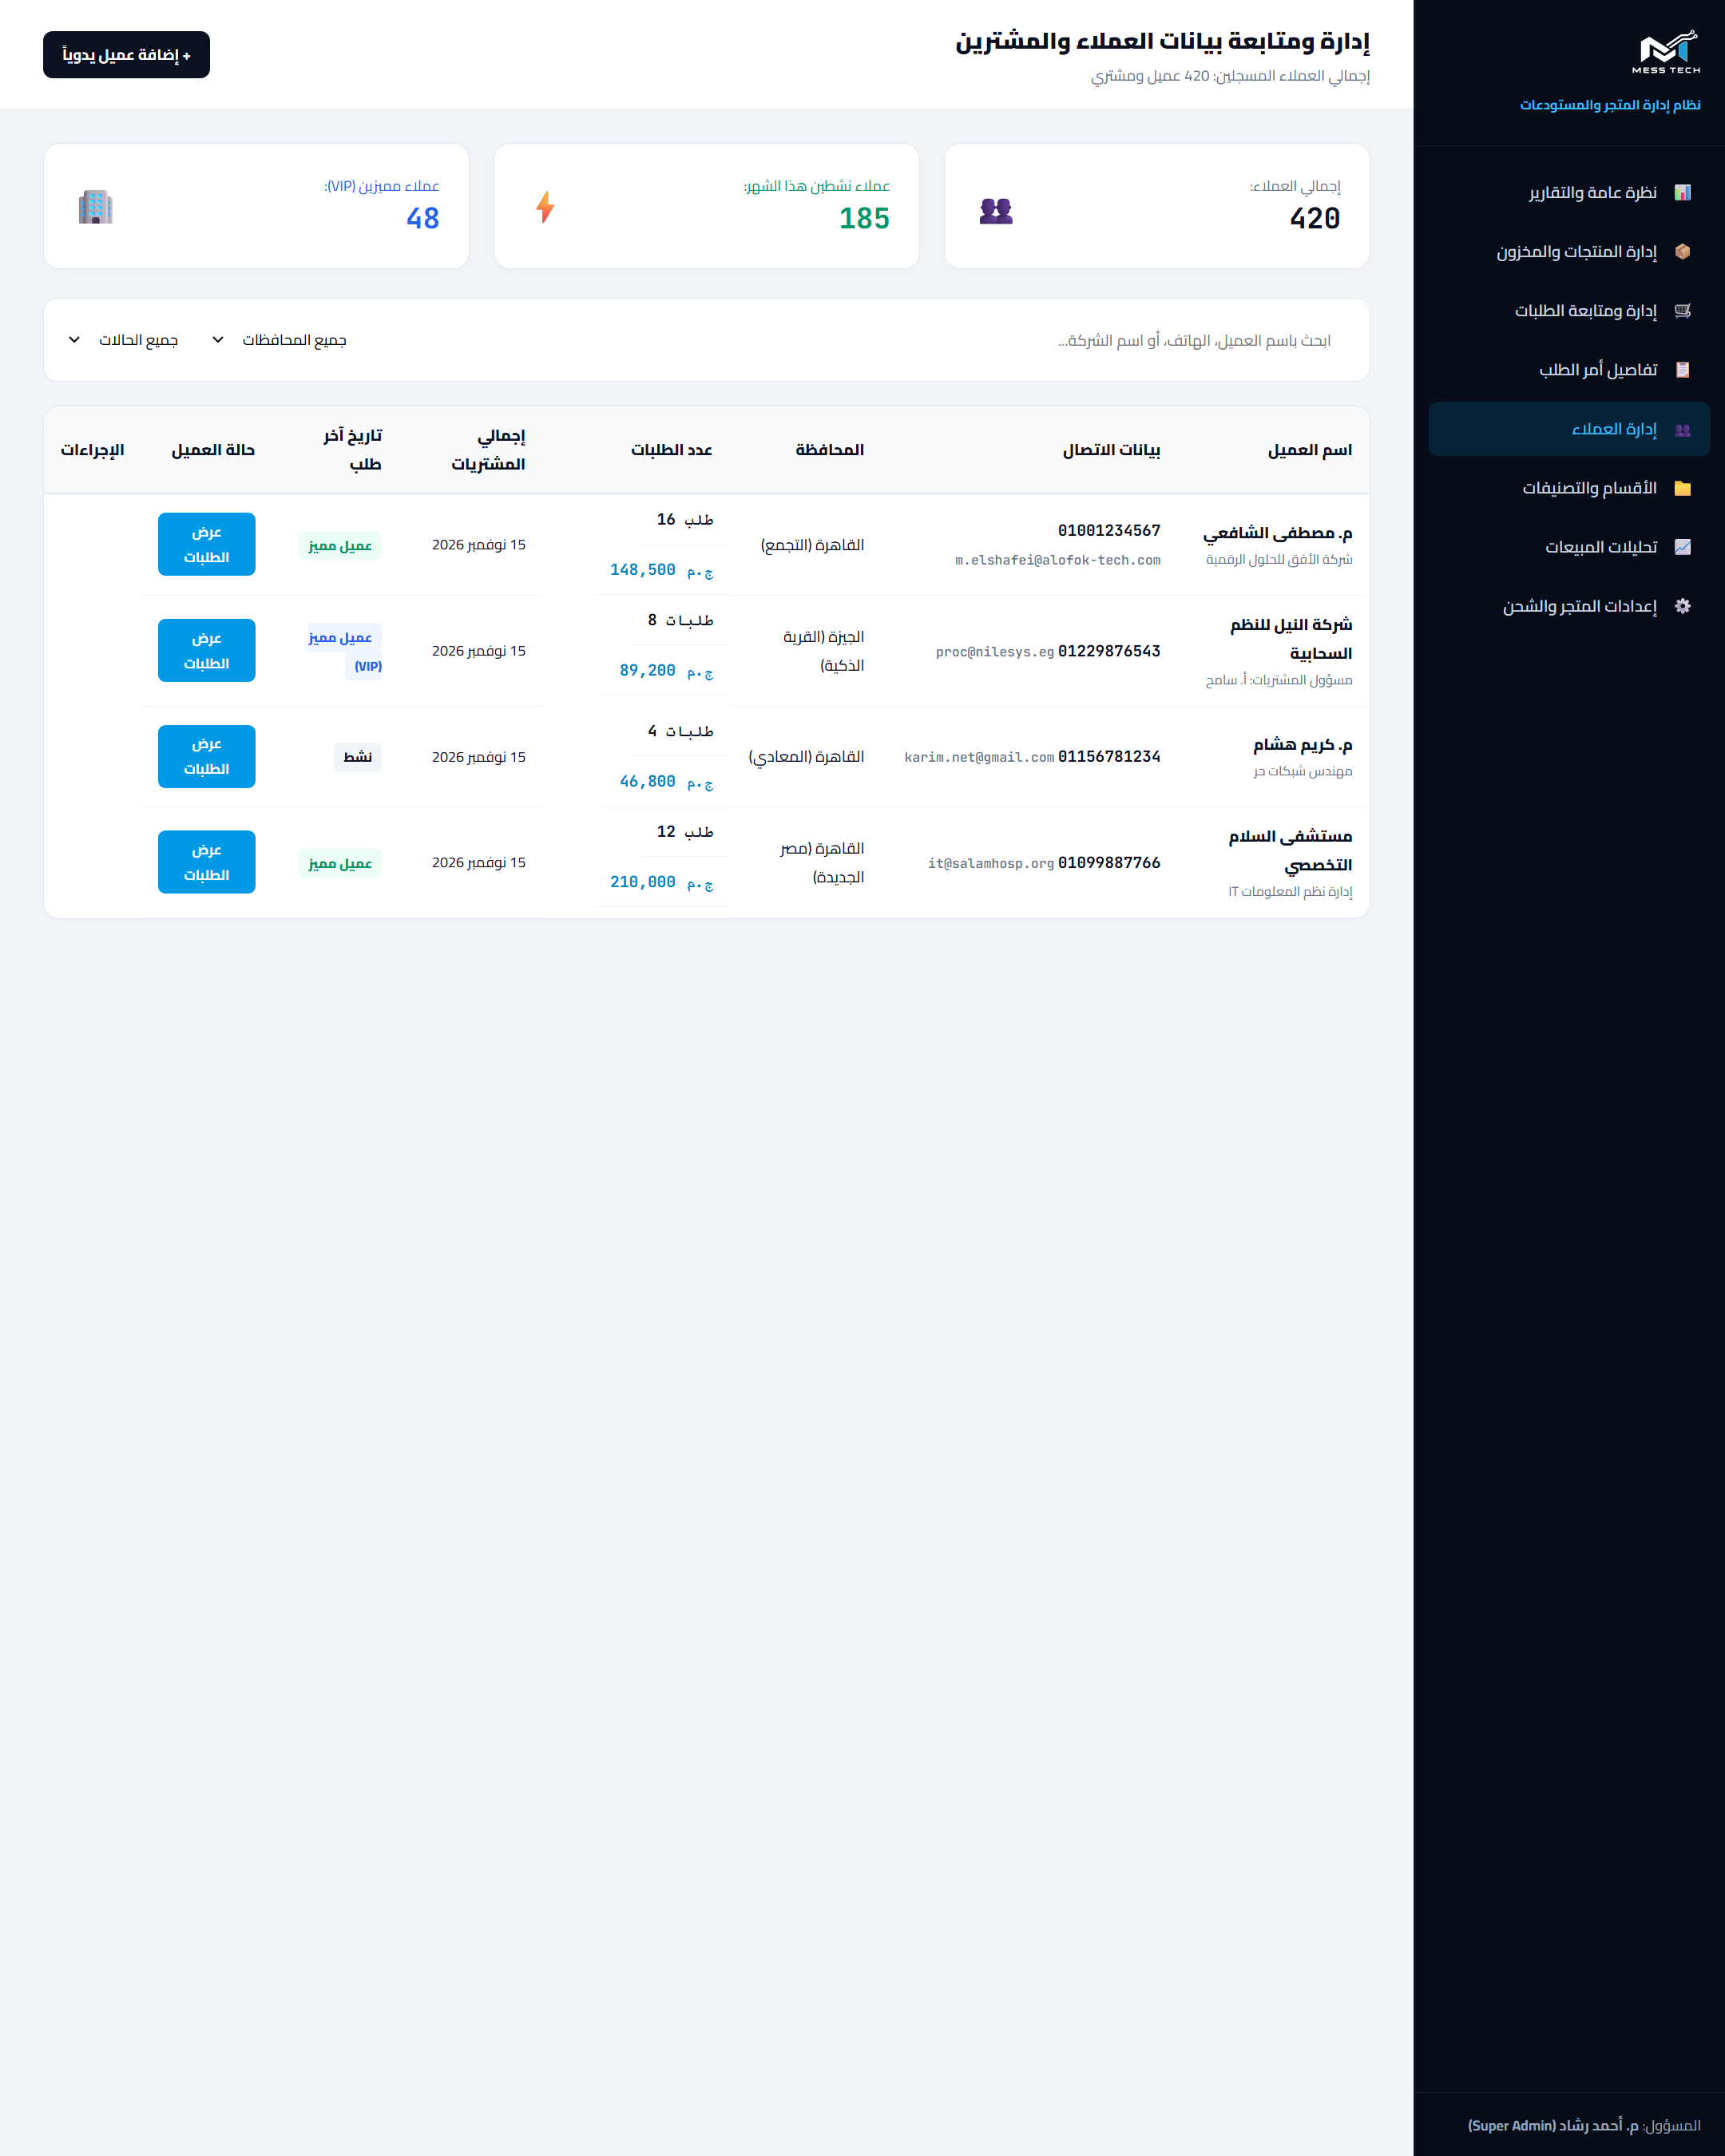 MESS TECH
نظام إدارة المتجر والمستودعات
نظرة عامة والتقارير
إدارة المنتجات والمخزون
إدارة ومتابعة الطلبات
تفاصيل أمر الطلب
إدارة العملاء
الأقسام والتصنيفات
تحليلات المبيعات
إعدادات المتجر والشحن
المسؤول: م. أحمد رشاد (Super Admin)
إدارة ومتابعة بيانات العملاء والمشترين
إجمالي العملاء المسجلين: 420 عميل ومشتري
+ إضافة عميل يدوياً
إجمالي العملاء:
420
عملاء نشطين هذا الشهر:
185
عملاء مميزين (VIP):
48
ابحث باسم العميل، الهاتف، أو اسم الشركة...
جميع المحافظات
جميع الحالات
اسم العميل
بيانات الاتصال
المحافظة
عدد الطلبات
إجمالي
المشتريات
تاريخ آخر
طلب
حالة العميل
الإجراءات
م. مصطفى الشافعي
شركة الأفق للحلول الرقمية
01001234567
m.elshafei@alofok-tech.com
القاهرة (التجمع)
16 طلب
148,500 ج.م
15 نوفمبر 2026
عميل مميز
عرض
الطلبات
شركة النيل للنظم
السحابية
مسؤول المشتريات: أ. سامح
01229876543 proc@nilesys.eg
الجيزة (القرية
الذكية)
8 طلبات
89,200 ج.م
15 نوفمبر 2026
عميل مميز
(VIP)
عرض
الطلبات
م. كريم هشام
مهندس شبكات حر
01156781234 karim.net@gmail.com
القاهرة (المعادي)
4 طلبات
46,800 ج.م
15 نوفمبر 2026
نشط
عرض
الطلبات
مستشفى السلام
التخصصي
إدارة نظم المعلومات IT
01099887766 it@salamhosp.org
القاهرة (مصر
الجديدة)
12 طلب
210,000 ج.م
15 نوفمبر 2026
عميل مميز
عرض
الطلبات